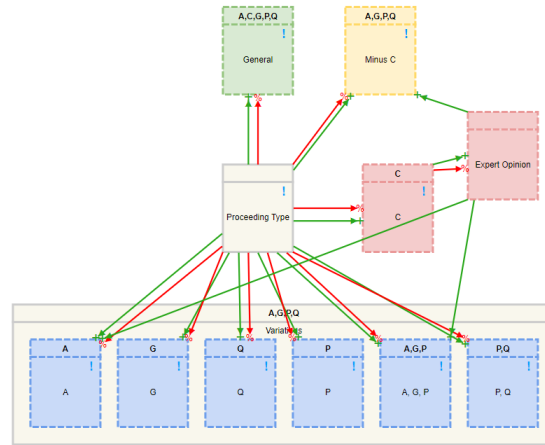 A,C,G,P,Q
!
General
A,G,P,Q
!
Minus C
+
%
%
+
+
Expert Opinion
C
!
C
+
%
!
Proceeding Type
%
+
A,G,P,Q
Variations
+
%
+
%
+
%
%
+
%
+
+
%
+
A
!
A
G
!
G
Q
!
Q
P
!
P
A,G,P
!
A, G, P
P,Q
!
P, Q